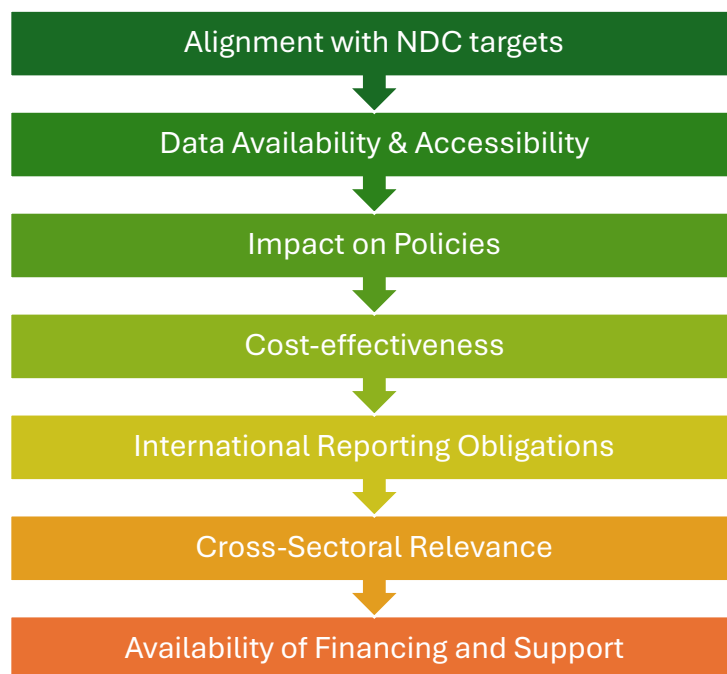 Alignment with NDC targets
Data Availability & Accessibility
Impact on Policies
Cost-effectiveness
International Reporting Obligations
Cross-Sectoral Relevance
Availability of Financing and Support